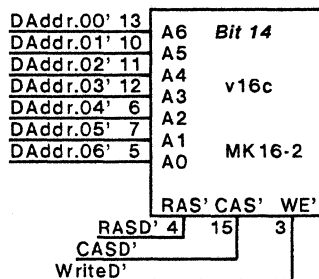 DAddr.00' 13 A6 Bit 14
DAddr.01' 10 A5
DAddr.02' 11 A4
DAddr.03' 12 A3 v16c
DAddr.04' 6 A2
DAddr.05' 7 A1
DAddr.06' 5 A0 MK16-2
RAS' CAS' WE'
RASD' 4 15 3
CASD'
WriteD'